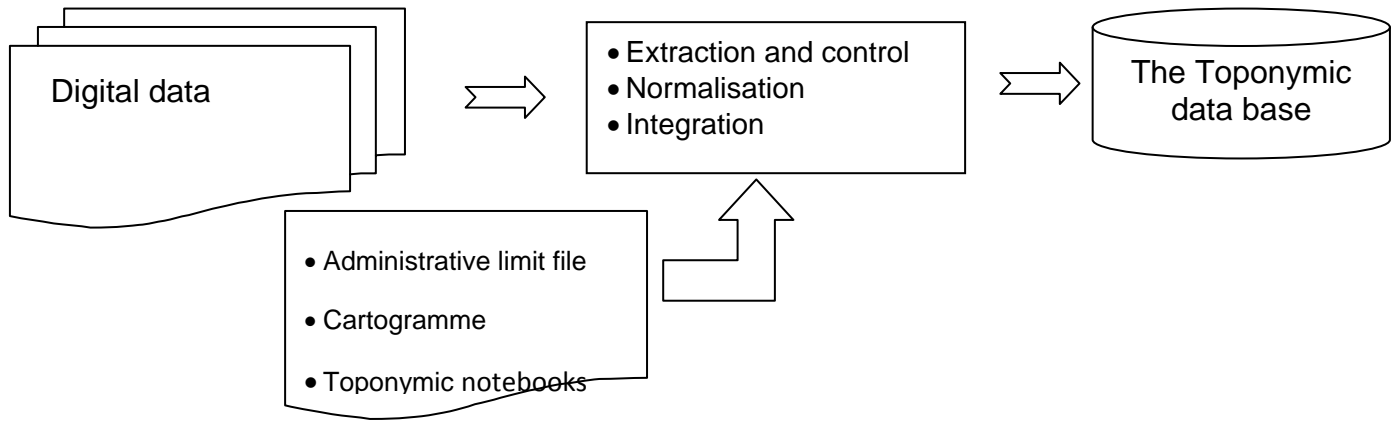 Digital data
• Extraction and control
• Normalisation
• Integration
The Toponymic
data base
• Administrative limit file
• Cartogramme
• Toponymic notebooks